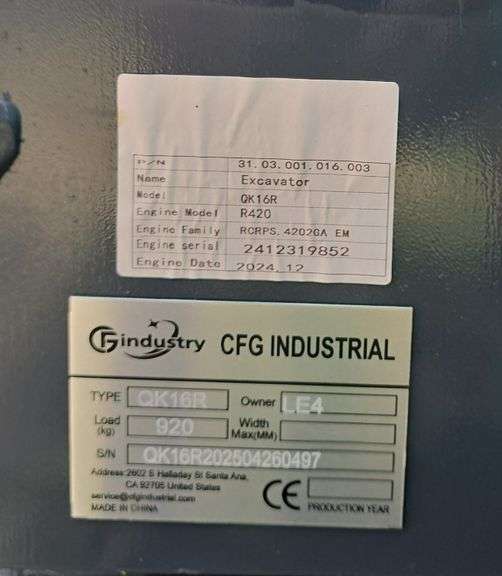 P/N 31.03.001.016.003
Name Excavator
Model QK16R
Engine Model R420
Engine Family RCRPS.42026A EM
Engine serial 2412319852
Engine Date 2024.12
CFGindustry CFG INDUSTRIAL
TYPE QK16R Owner LE4
Load (kg) 920 Width Max(MM)
S/N QK16R202504260497
Address:2602 S Halladay St Santa Ana,
CA 92705 United States
service@cfgindustrial.com
MADE IN CHINA
CE PRODUCTION YEAR